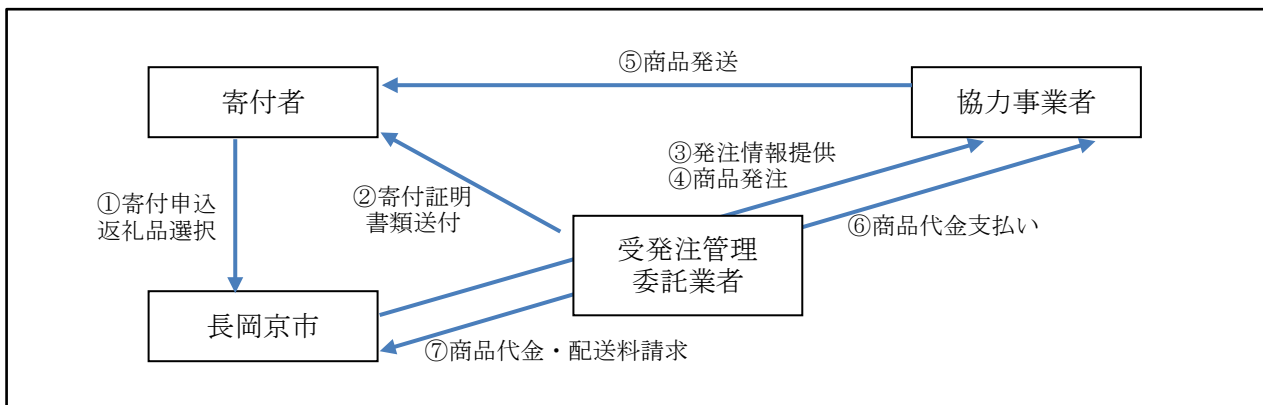 ⑤商品発送
寄付者
協力事業者
③発注情報提供
④商品発注
①寄付申込
返礼品選択
②寄付証明
書類送付
⑥商品代金支払い
受発注管理
委託業者
長岡京市
⑦商品代金・配送料請求